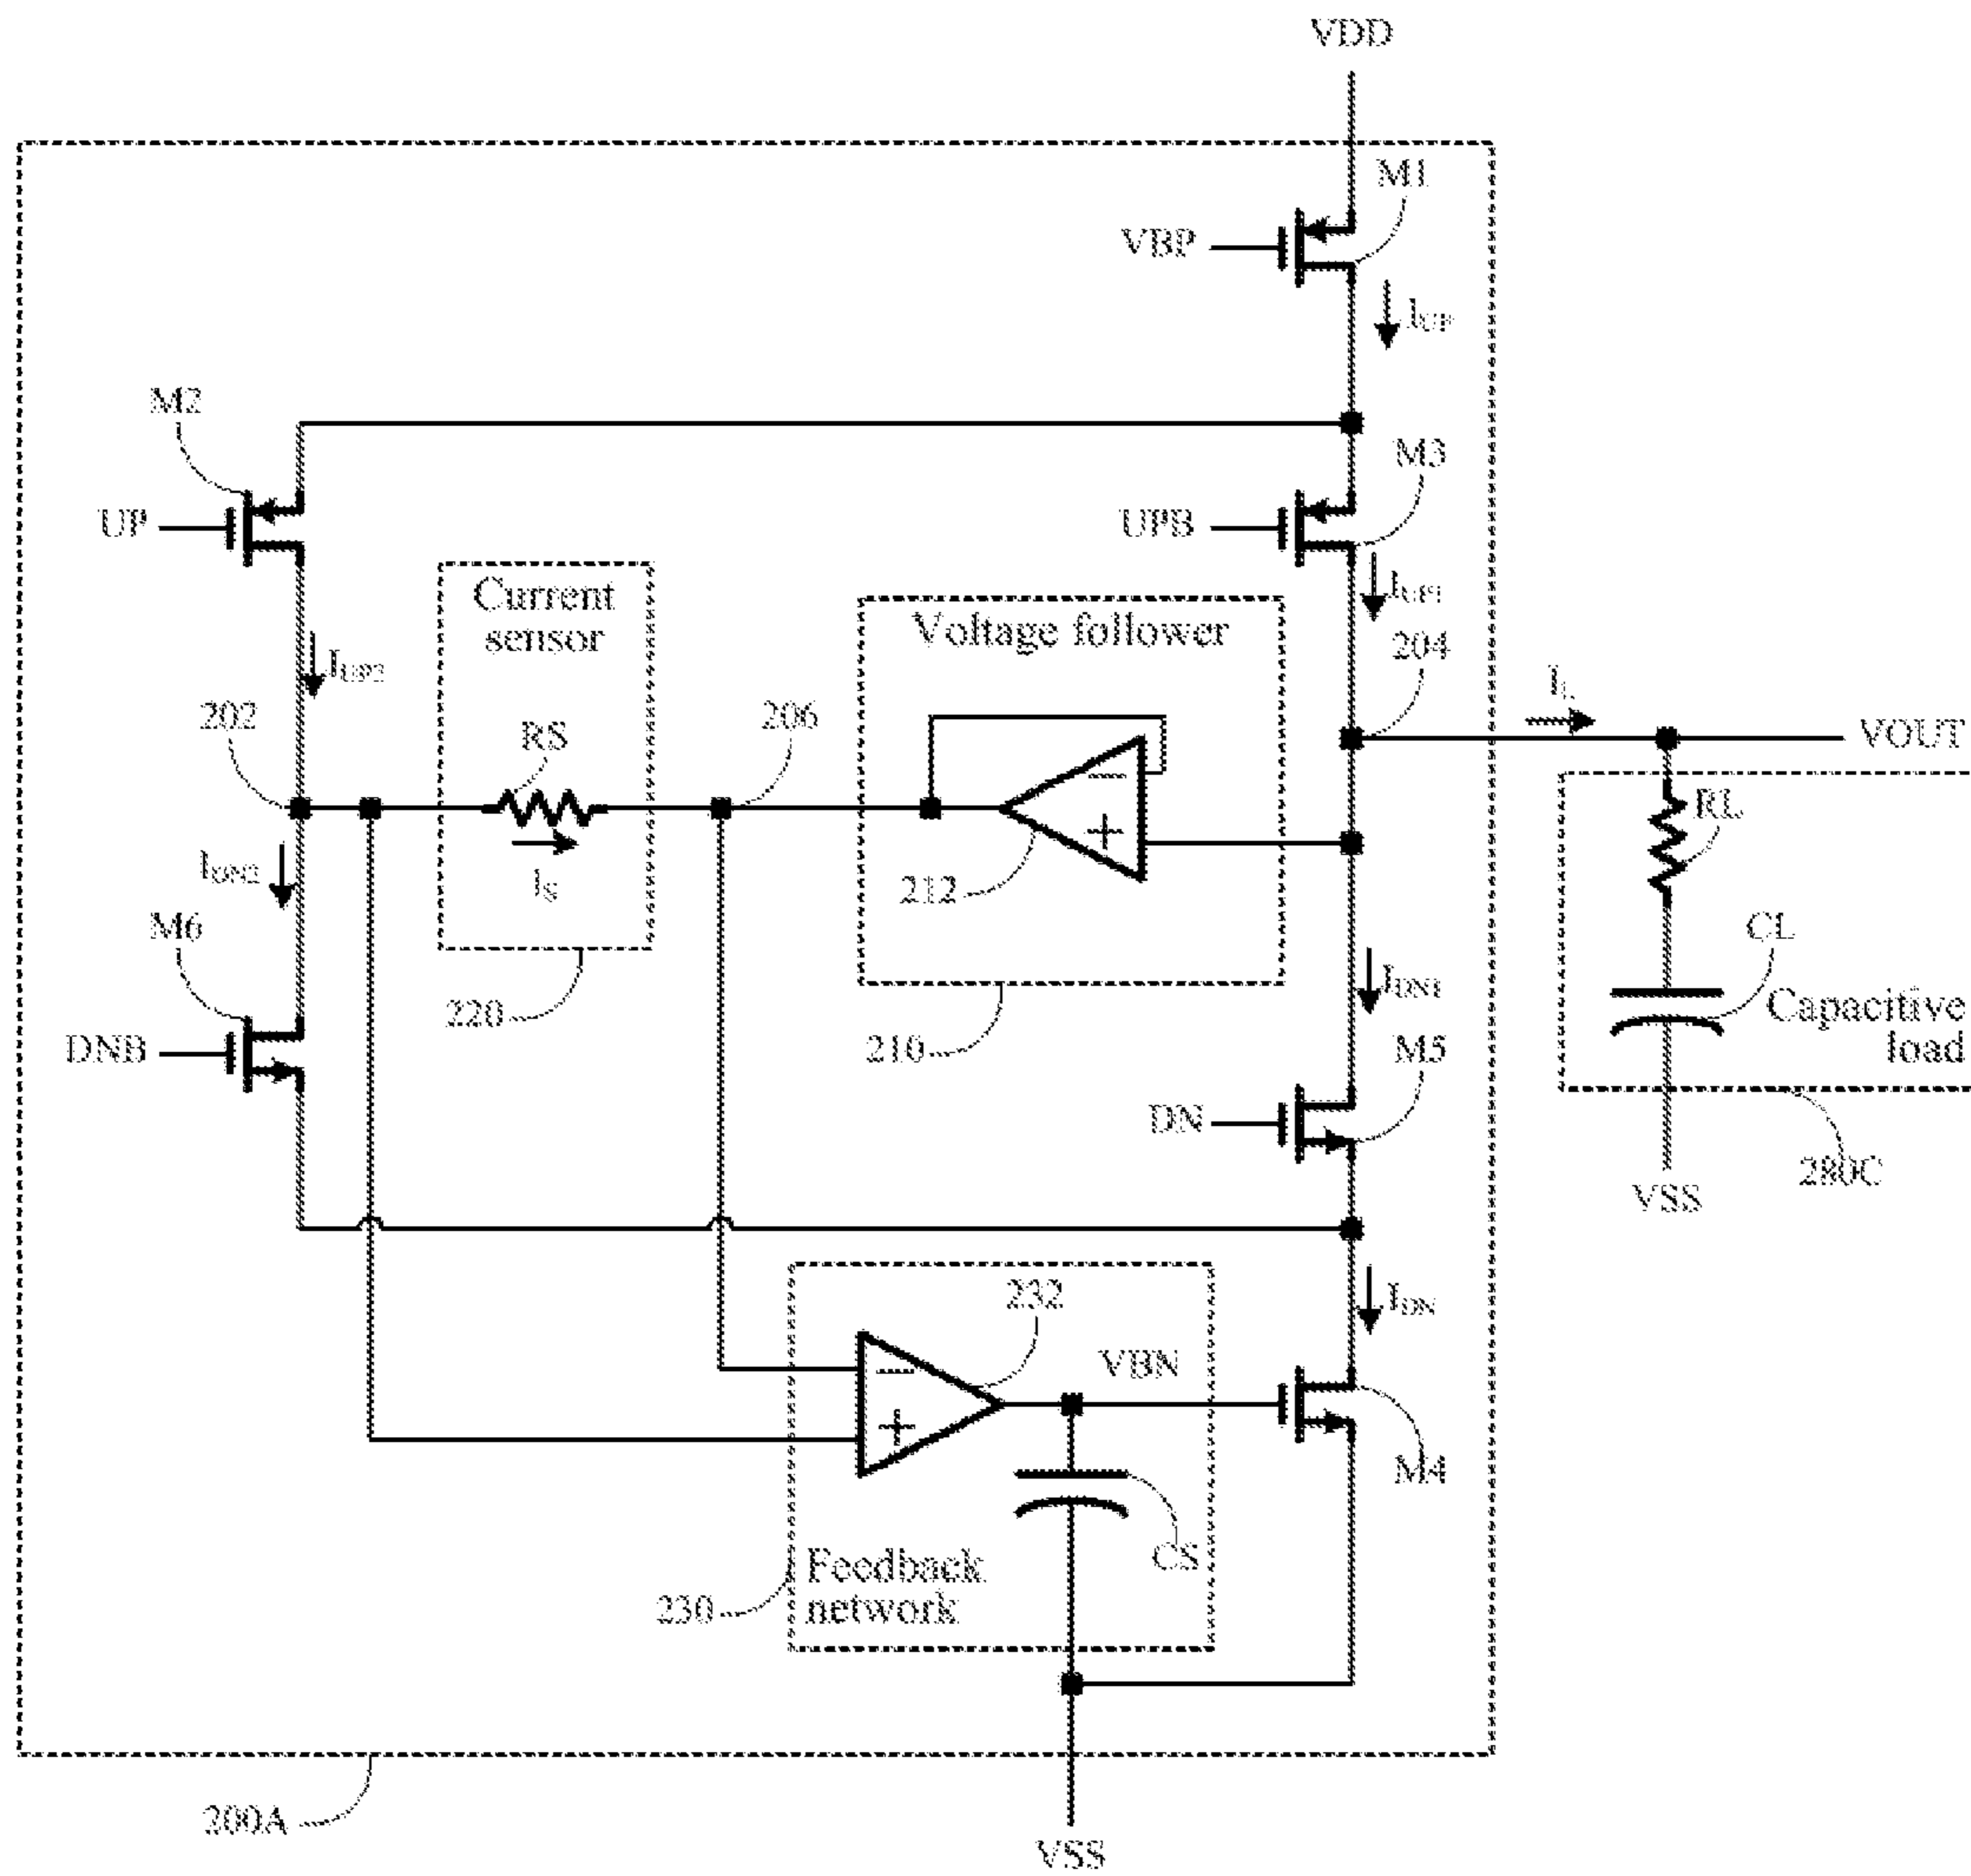 VDD
M1
VBP
IUP
M2
M3
UP
UPB
Current
sensor
IUP1
Voltage follower
204
IUP2
IL
202
RS
206
VOUT
RL
IDN2
IS
212
M6
CL
IDN1
220
210
Capacitive
load
DNB
M5
DN
280C
VSS
232
IDN
VBN
M4
CS
Feedback
network
230
200A
VSS